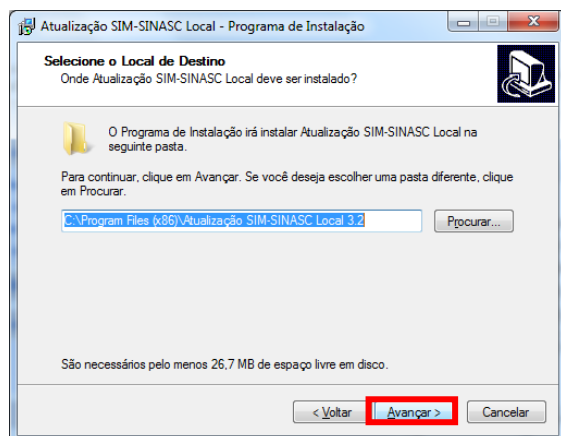 Atualização SIM-SINASC Local - Programa de Instalação
Selecione o Local de Destino
Onde Atualização SIM-SINASC Local deve ser instalado?
O Programa de Instalação irá instalar Atualização SIM-SINASC Local na
seguinte pasta.
Para continuar, clique em Avançar. Se você deseja escolher uma pasta diferente, clique
em Procurar.
C:\Program Files (x86)\Atualização SIM-SINASC Local 3.2
Procurar...
São necessários pelo menos 26,7 MB de espaço livre em disco.
< Voltar
Avançar >
Cancelar